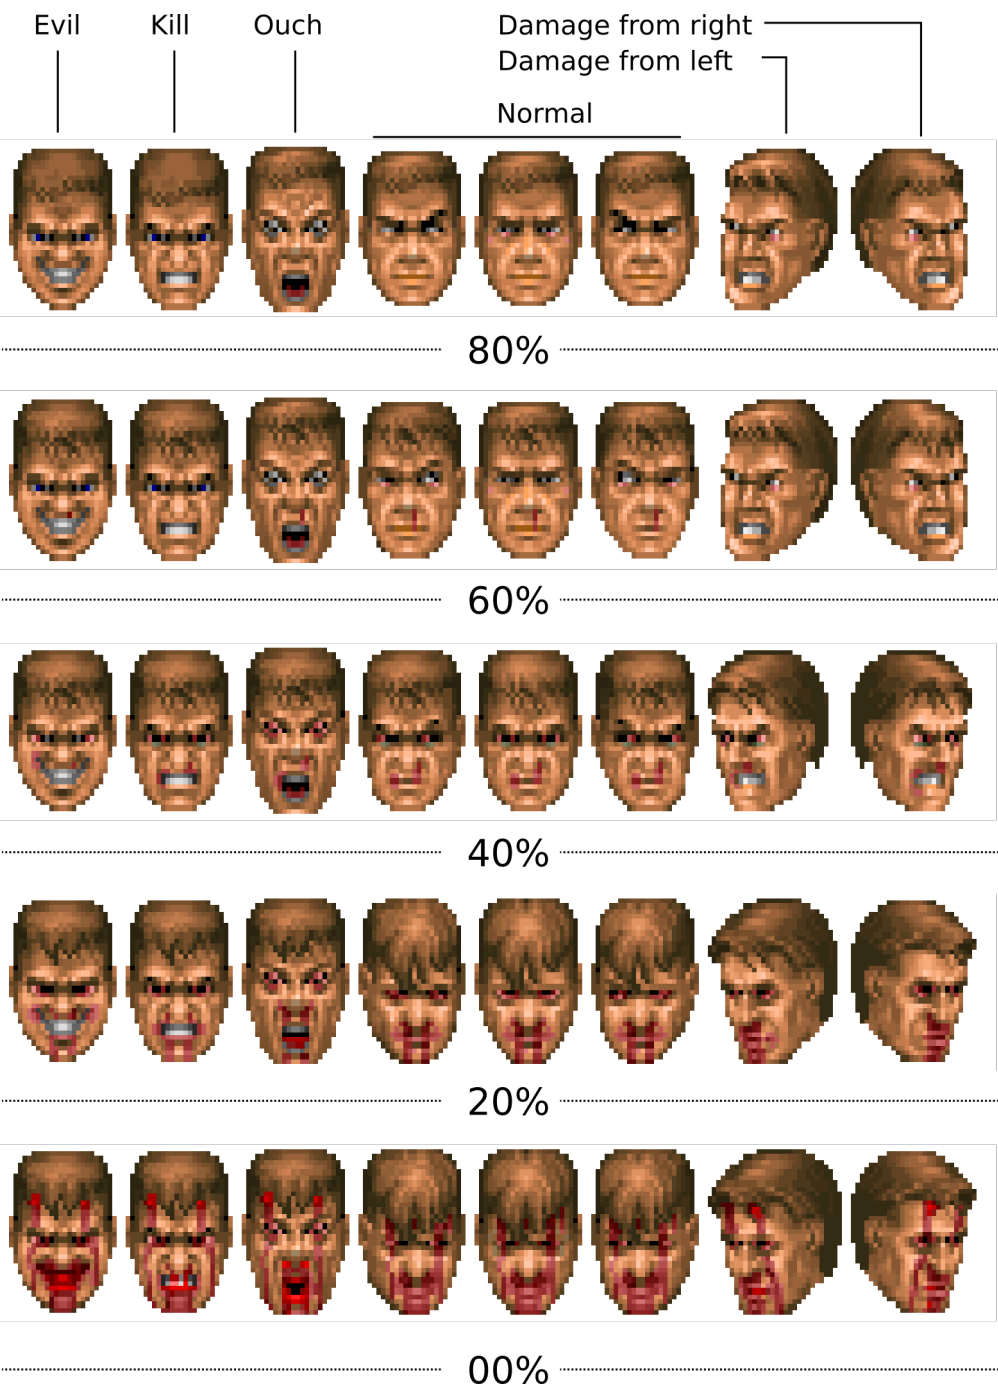 Evil
Kill
Ouch
Damage from right
Damage from left
Normal
80%
60%
40%
20%
00%